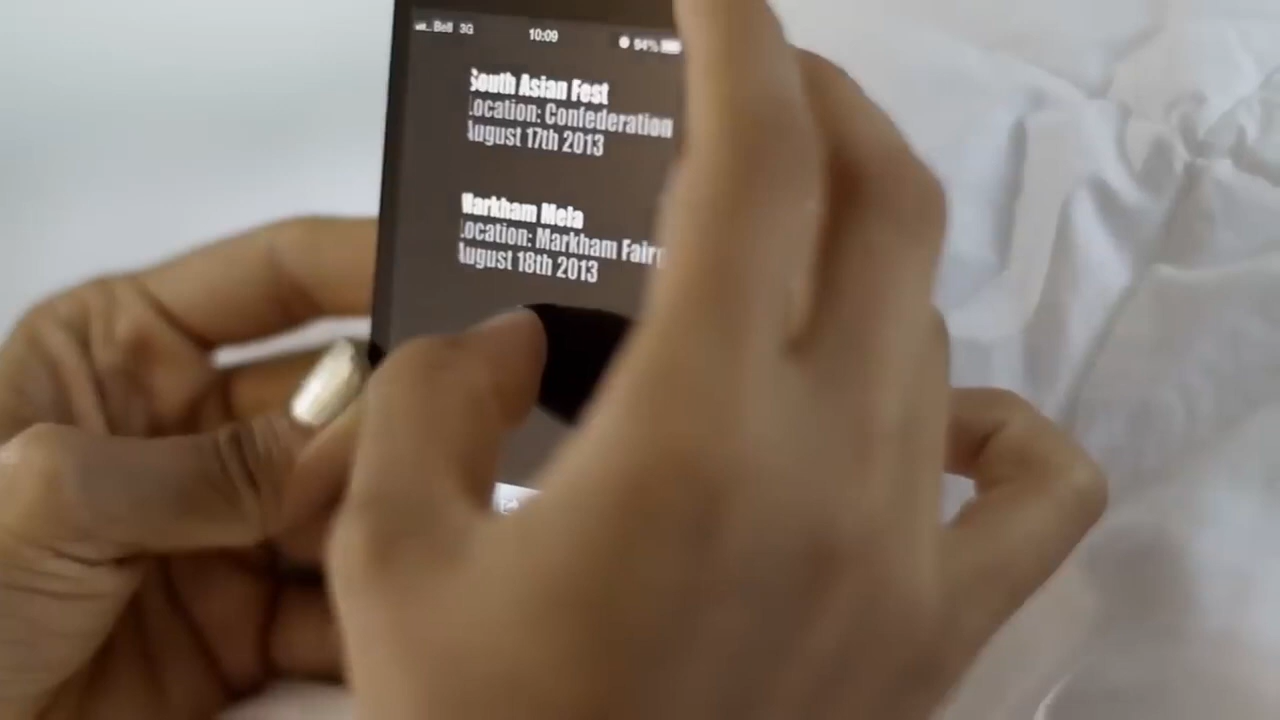 Bell 3G 10:09 94%
South Asian Fest
Location: Confederation
August 17th 2013
Markham Mela
Location: Markham Fair
August 18th 2013